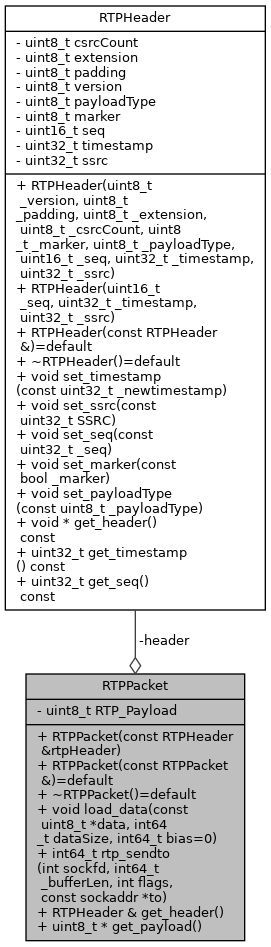 RTPHeader
- uint8_t csrcCount
- uint8_t extension
- uint8_t padding
- uint8_t version
- uint8_t payloadType
- uint8_t marker
- uint16_t seq
- uint32_t timestamp
- uint32_t ssrc
+ RTPHeader(uint8_t
_version, uint8_t
_padding, uint8_t _extension,
uint8_t _csrcCount, uint8
_t _marker, uint8_t _payloadType,
uint16_t _seq, uint32_t _timestamp,
uint32_t _ssrc)
+ RTPHeader(uint16_t
_seq, uint32_t _timestamp,
uint32_t _ssrc)
+ RTPHeader(const RTPHeader
&)=default
+ ~RTPHeader()=default
+ void set_timestamp
(const uint32_t _newtimestamp)
+ void set_ssrc(const
uint32_t SSRC)
+ void set_seq(const
uint32_t _seq)
+ void set_marker(const
bool _marker)
+ void set_payloadType
(const uint8_t _payloadType)
+ void * get_header()
const
+ uint32_t get_timestamp
() const
+ uint32_t get_seq()
const
-header
RTPPacket
- uint8_t RTP_Payload
+ RTPPacket(const RTPHeader
&rtpHeader)
+ RTPPacket(const RTPPacket
&)=default
+ ~RTPPacket()=default
+ void load_data(const
uint8_t *data, int64
_t dataSize, int64_t bias=0)
+ int64_t rtp_sendto
(int sockfd, int64_t
_bufferLen, int flags,
const sockaddr *to)
+ RTPHeader & get_header()
+ uint8_t * get_payload()